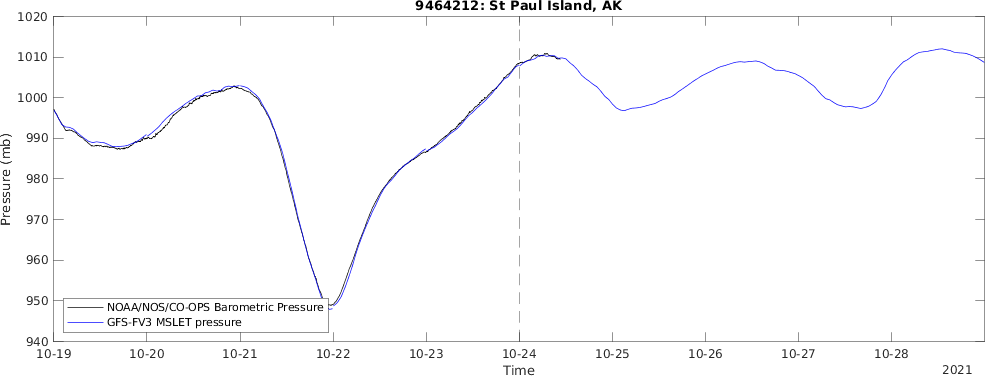 9464212: St Paul Island, AK
Pressure (mb)
1020
1010
1000
990
980
970
960
950
940
NOAA/NOS/CO-OPS Barometric Pressure
GFS-FV3 MSLET pressure
10-19 10-20 10-21 10-22 10-23 10-24 10-25 10-26 10-27 10-28
Time
2021